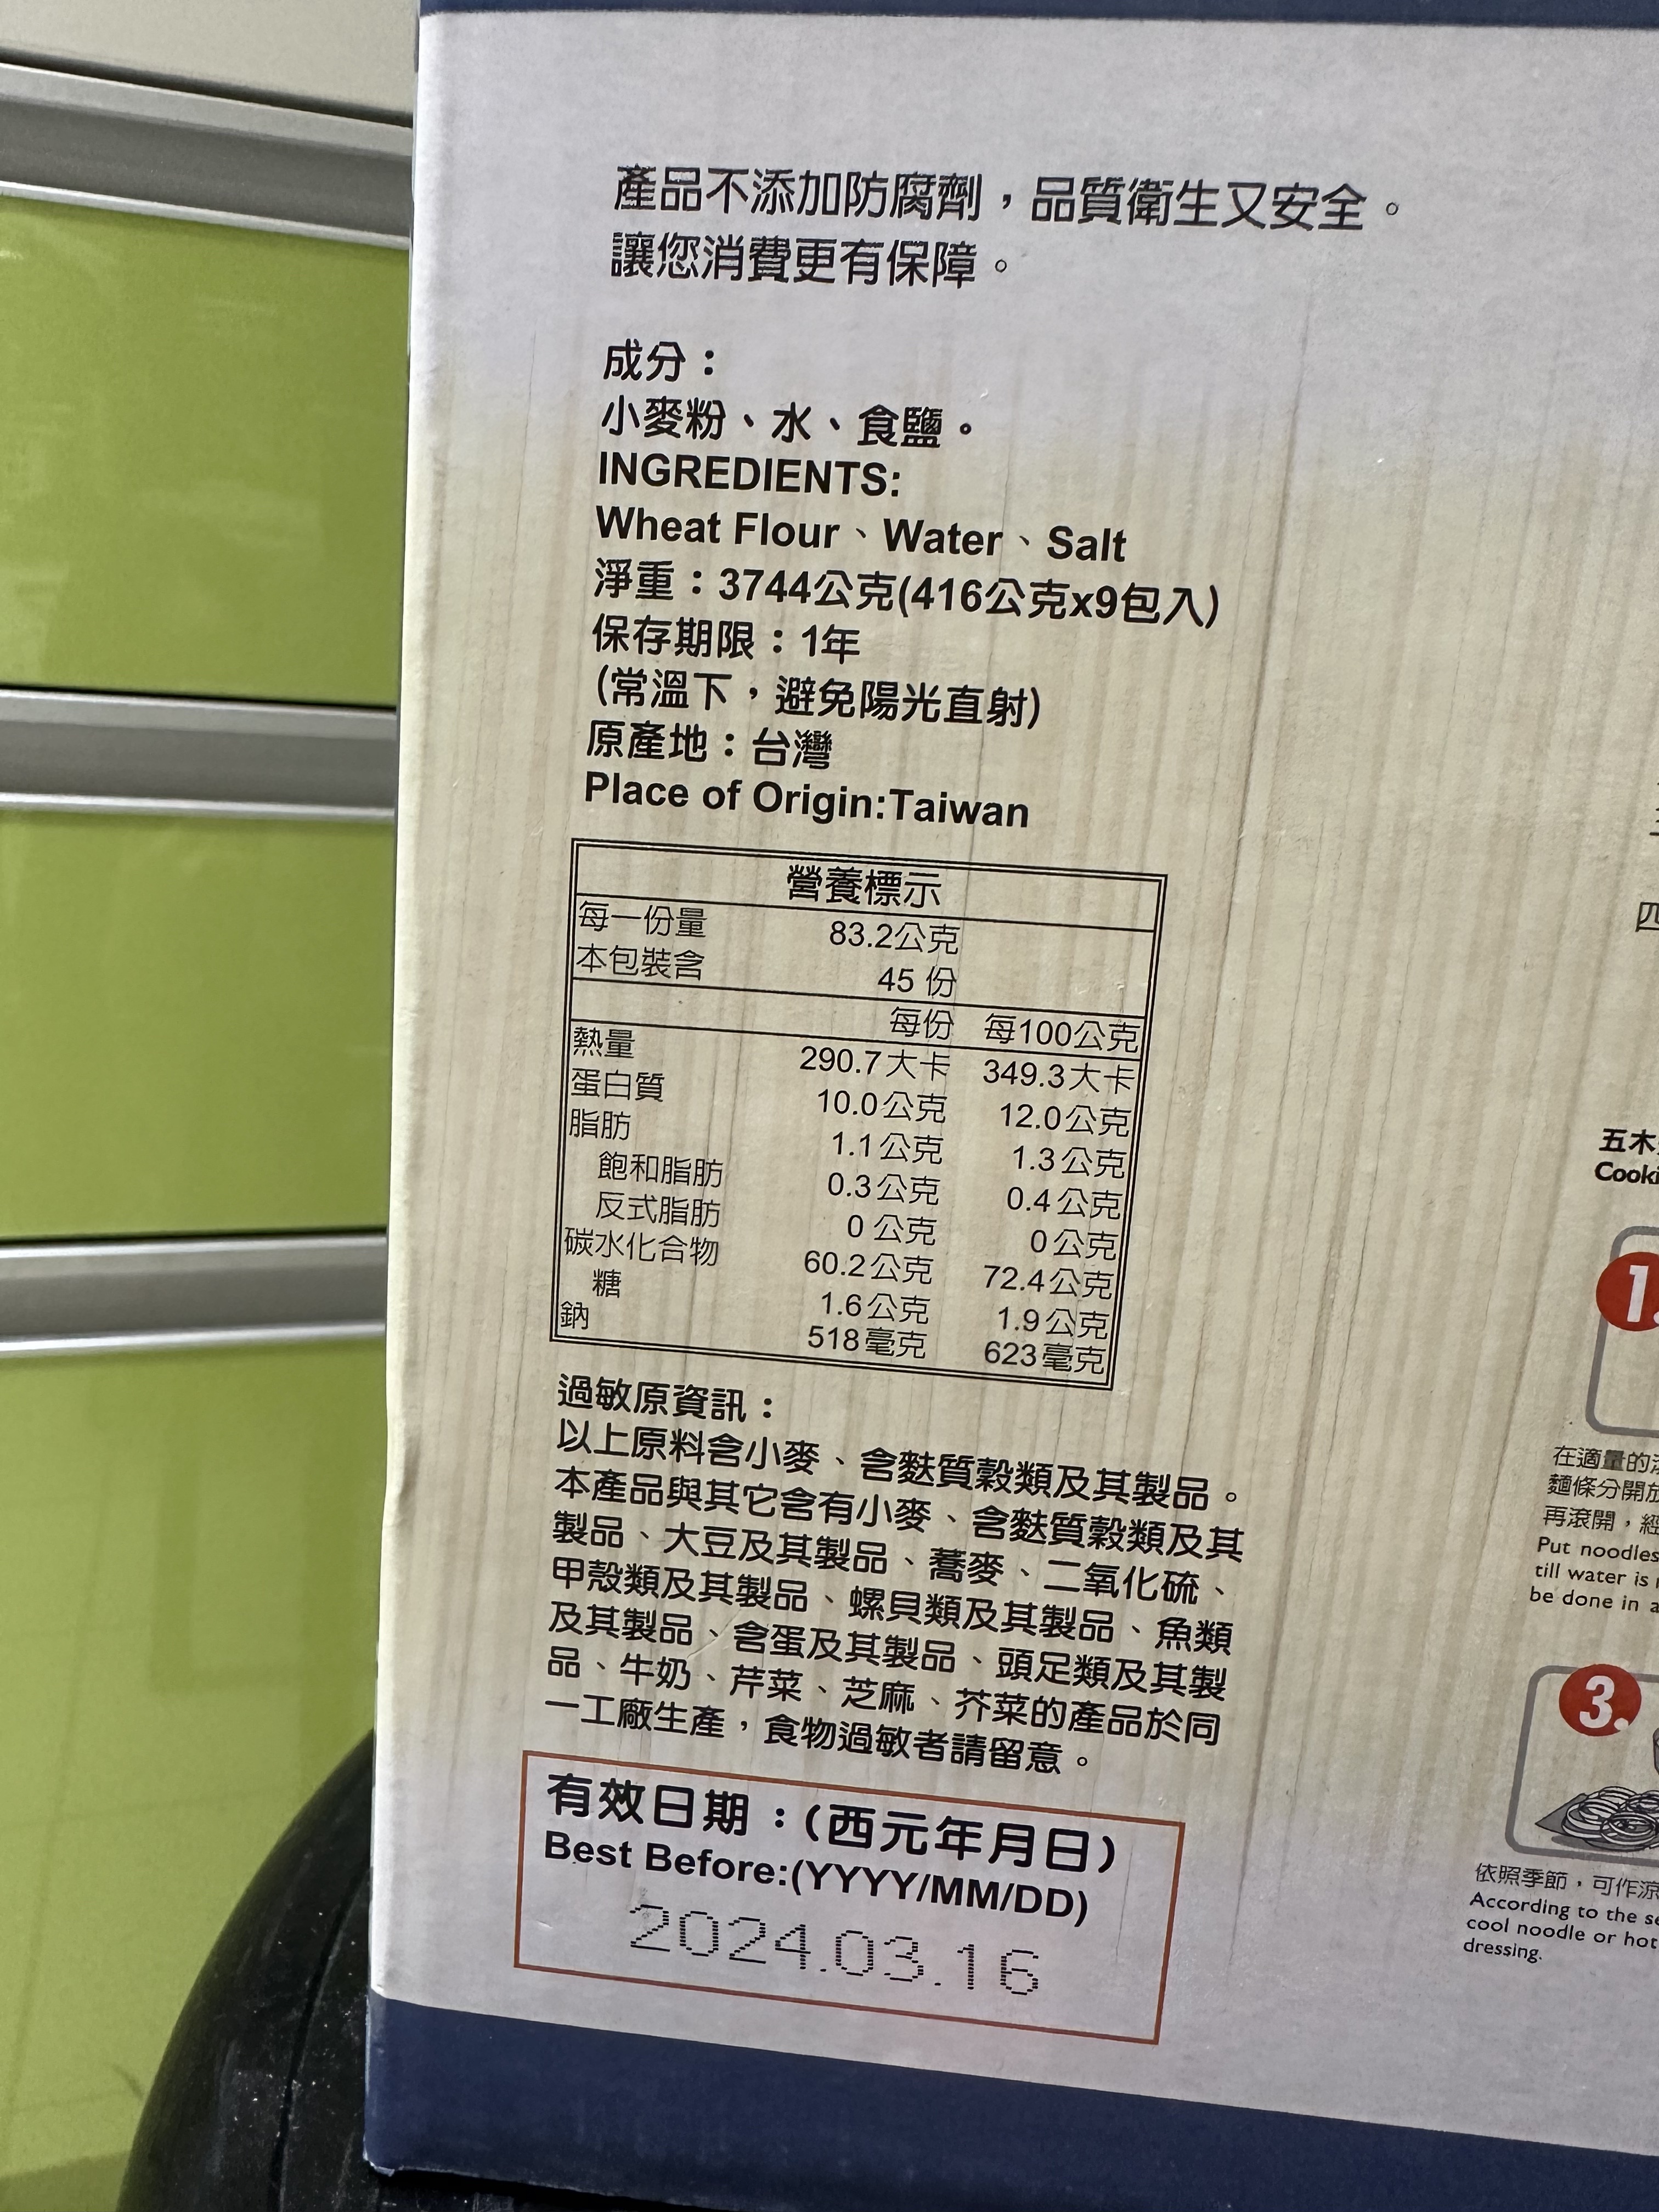 產品不添加防腐劑，品質衛生又安全。
讓您消費更有保障。
成分：
小麥粉、水、食鹽。
INGREDIENTS:
Wheat Flour、Water、Salt
淨重：3744公克(416公克x9包入)
保存期限：1年
(常溫下，避免陽光直射)
原產地：台灣
Place of Origin:Taiwan
營養標示
每一份量 83.2公克
本包裝含 45 份
每份 每100公克
熱量 290.7大卡 349.3大卡
蛋白質 10.0公克 12.0公克
脂肪 1.1公克 1.3公克
飽和脂肪 0.3公克 0.4公克
反式脂肪 0公克 0公克
碳水化合物 60.2公克 72.4公克
糖 1.6公克 1.9公克
鈉 518毫克 623毫克
過敏原資訊：
以上原料含小麥、含麩質穀類及其製品。
本產品與其它含有小麥、含麩質穀類及其
製品、大豆及其製品、蕎麥、二氧化硫、
甲殼類及其製品、螺貝類及其製品、魚類
及其製品、含蛋及其製品、頭足類及其製
品、牛奶、芹菜、芝麻、芥菜的產品於同
一工廠生產，食物過敏者請留意。
有效日期：(西元年月日)
Best Before:(YYYY/MM/DD)
2024.03.16
四
五木
1.
在適量的
麵條分開放
再滾開，經
Put noodles
till water is
be done in
3.
依照季節，可作涼
According to the
cool noodle or hot
dressing.